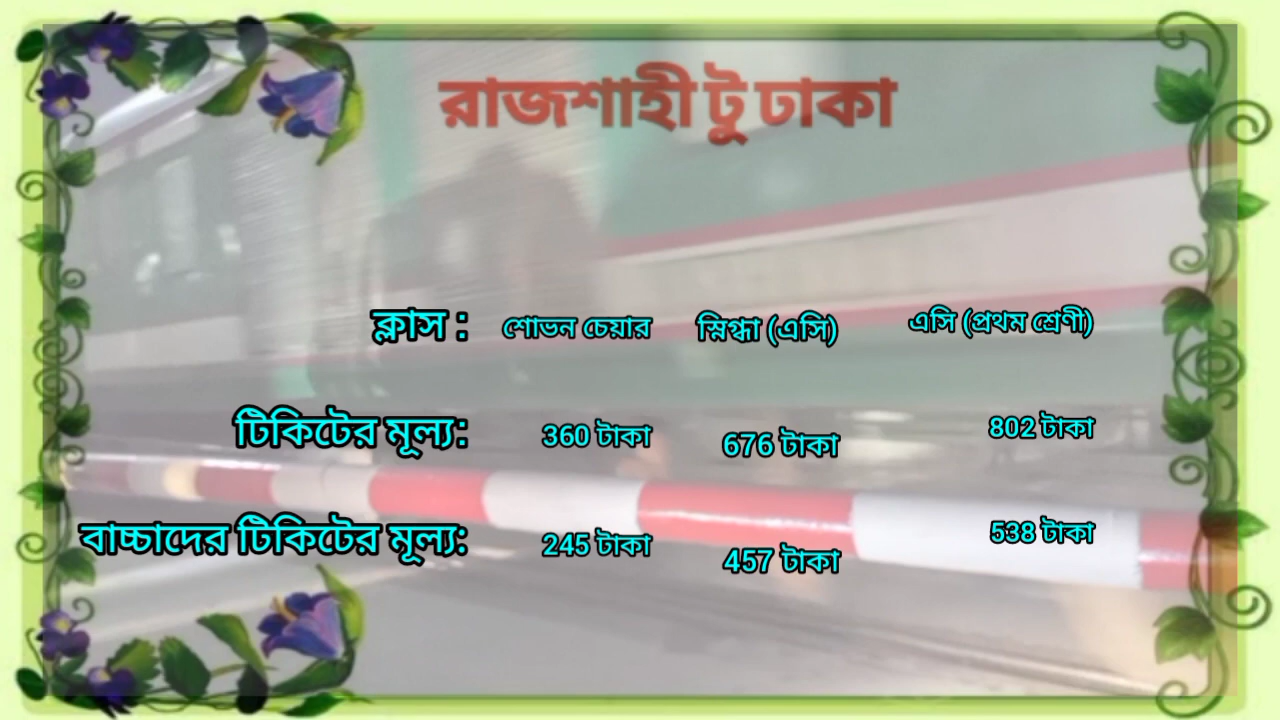 রাজশাহী টু ঢাকা
ক্লাস : শোভন চেয়ার স্নিগ্ধা (এসি) এসি (প্রথম শ্রেণী)
টিকিটের মূল্য: 360 টাকা 676 টাকা 802 টাকা
বাচ্চাদের টিকিটের মূল্য: 245 টাকা 457 টাকা 538 টাকা